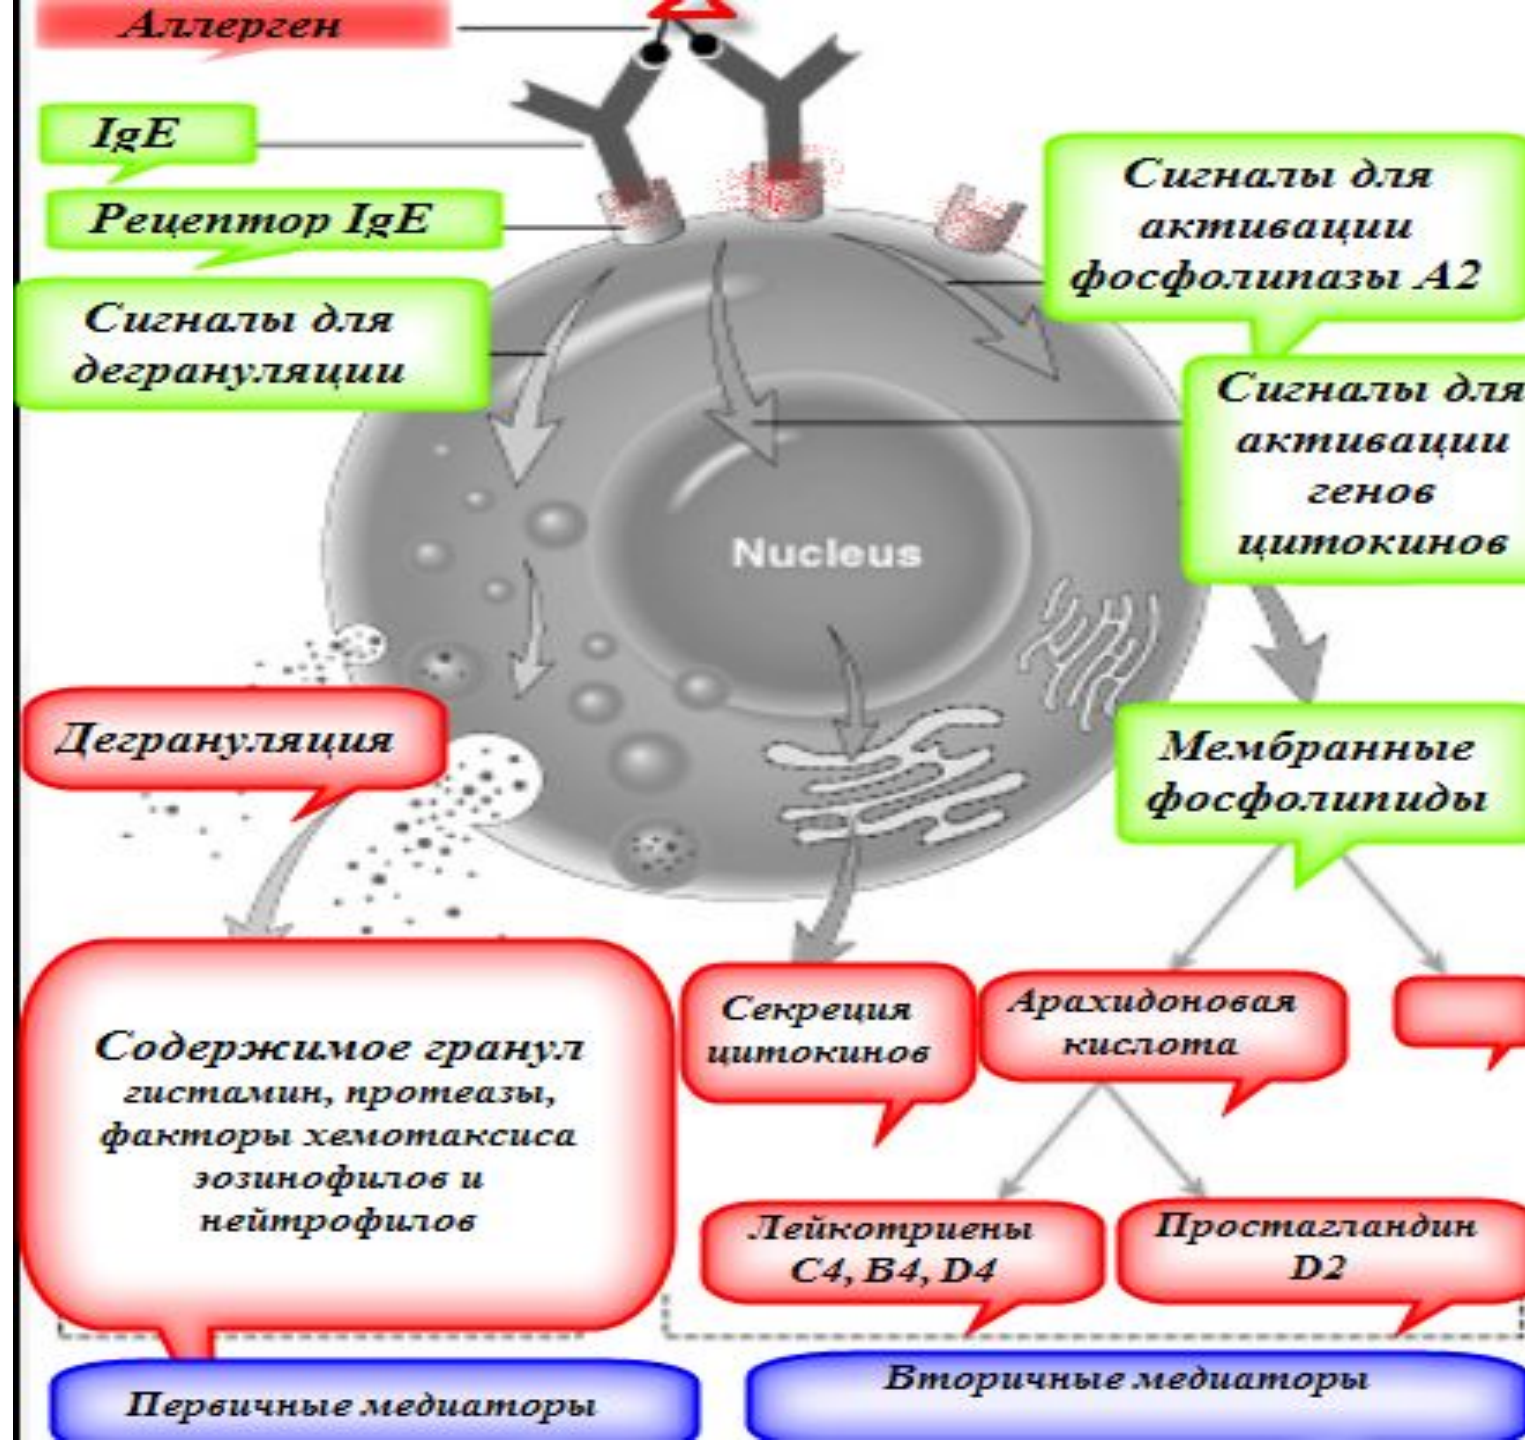 Аллерген
IgE
Рецептор IgE
Сигналы для
дегрануляции
Сигналы для
активации
фосфолипазы А2
Сигналы для
активации
генов
цитокинов
Nucleus
Дегрануляция
Мембранные
фосфолипиды
Содержимое гранул
гистамин, протеазы,
факторы хемотаксиса
эозинофилов и
нейтрофилов
Секреция
цитокинов
Арахидоновая
кислота
Лейкотриены
С4, В4, D4
Простагландин
D2
Первичные медиаторы
Вторичные медиаторы